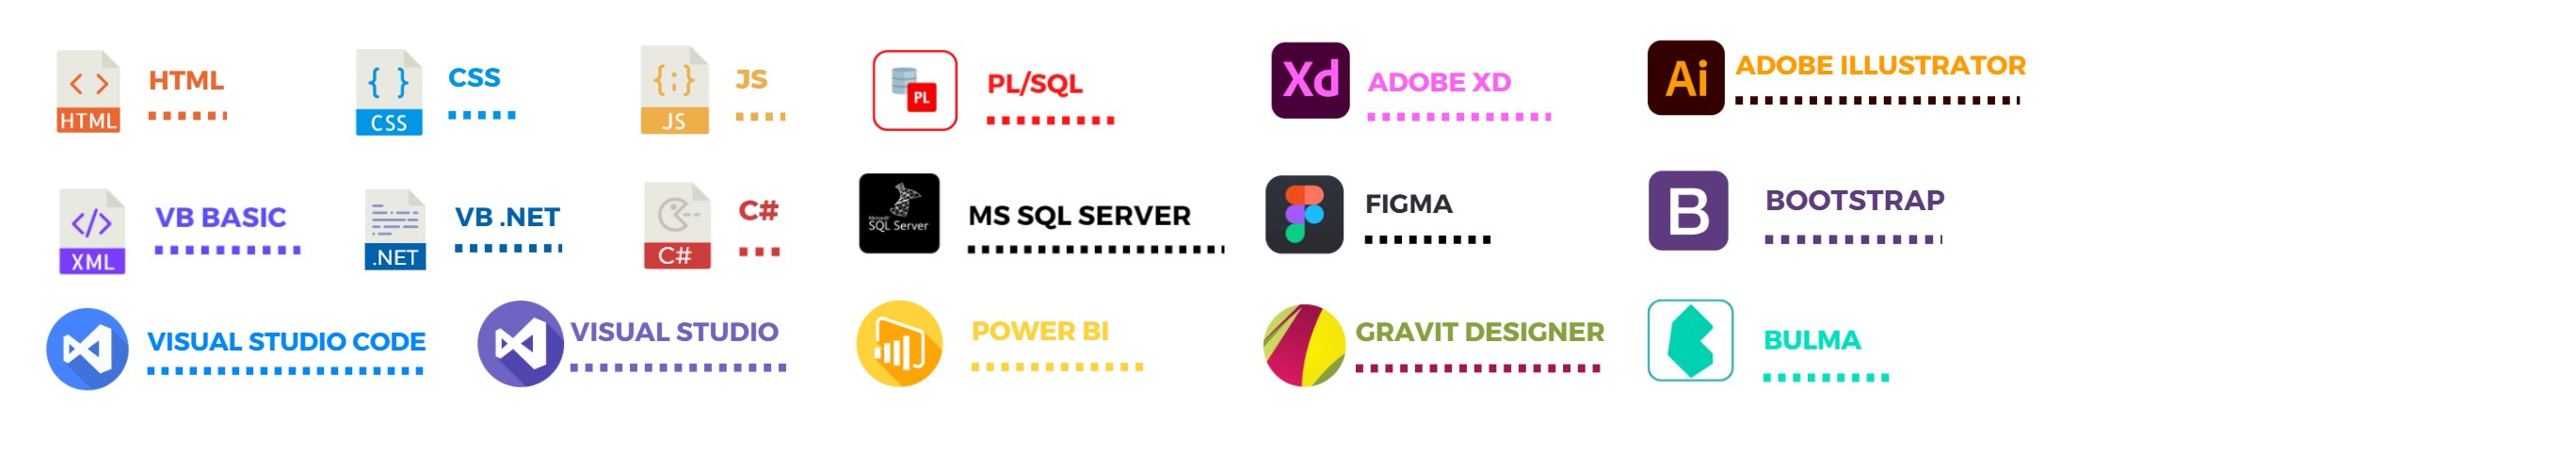 HTML
HTML
CSS
CSS
JS
JS
PL
PL/SQL
Xd
ADOBE XD
Ai
ADOBE ILLUSTRATOR
XML
VB BASIC
.NET
VB .NET
C#
C#
Microsoft
SQL Server
MS SQL SERVER
FIGMA
B
BOOTSTRAP
VISUAL STUDIO CODE
VISUAL STUDIO
POWER BI
GRAVIT DESIGNER
BULMA